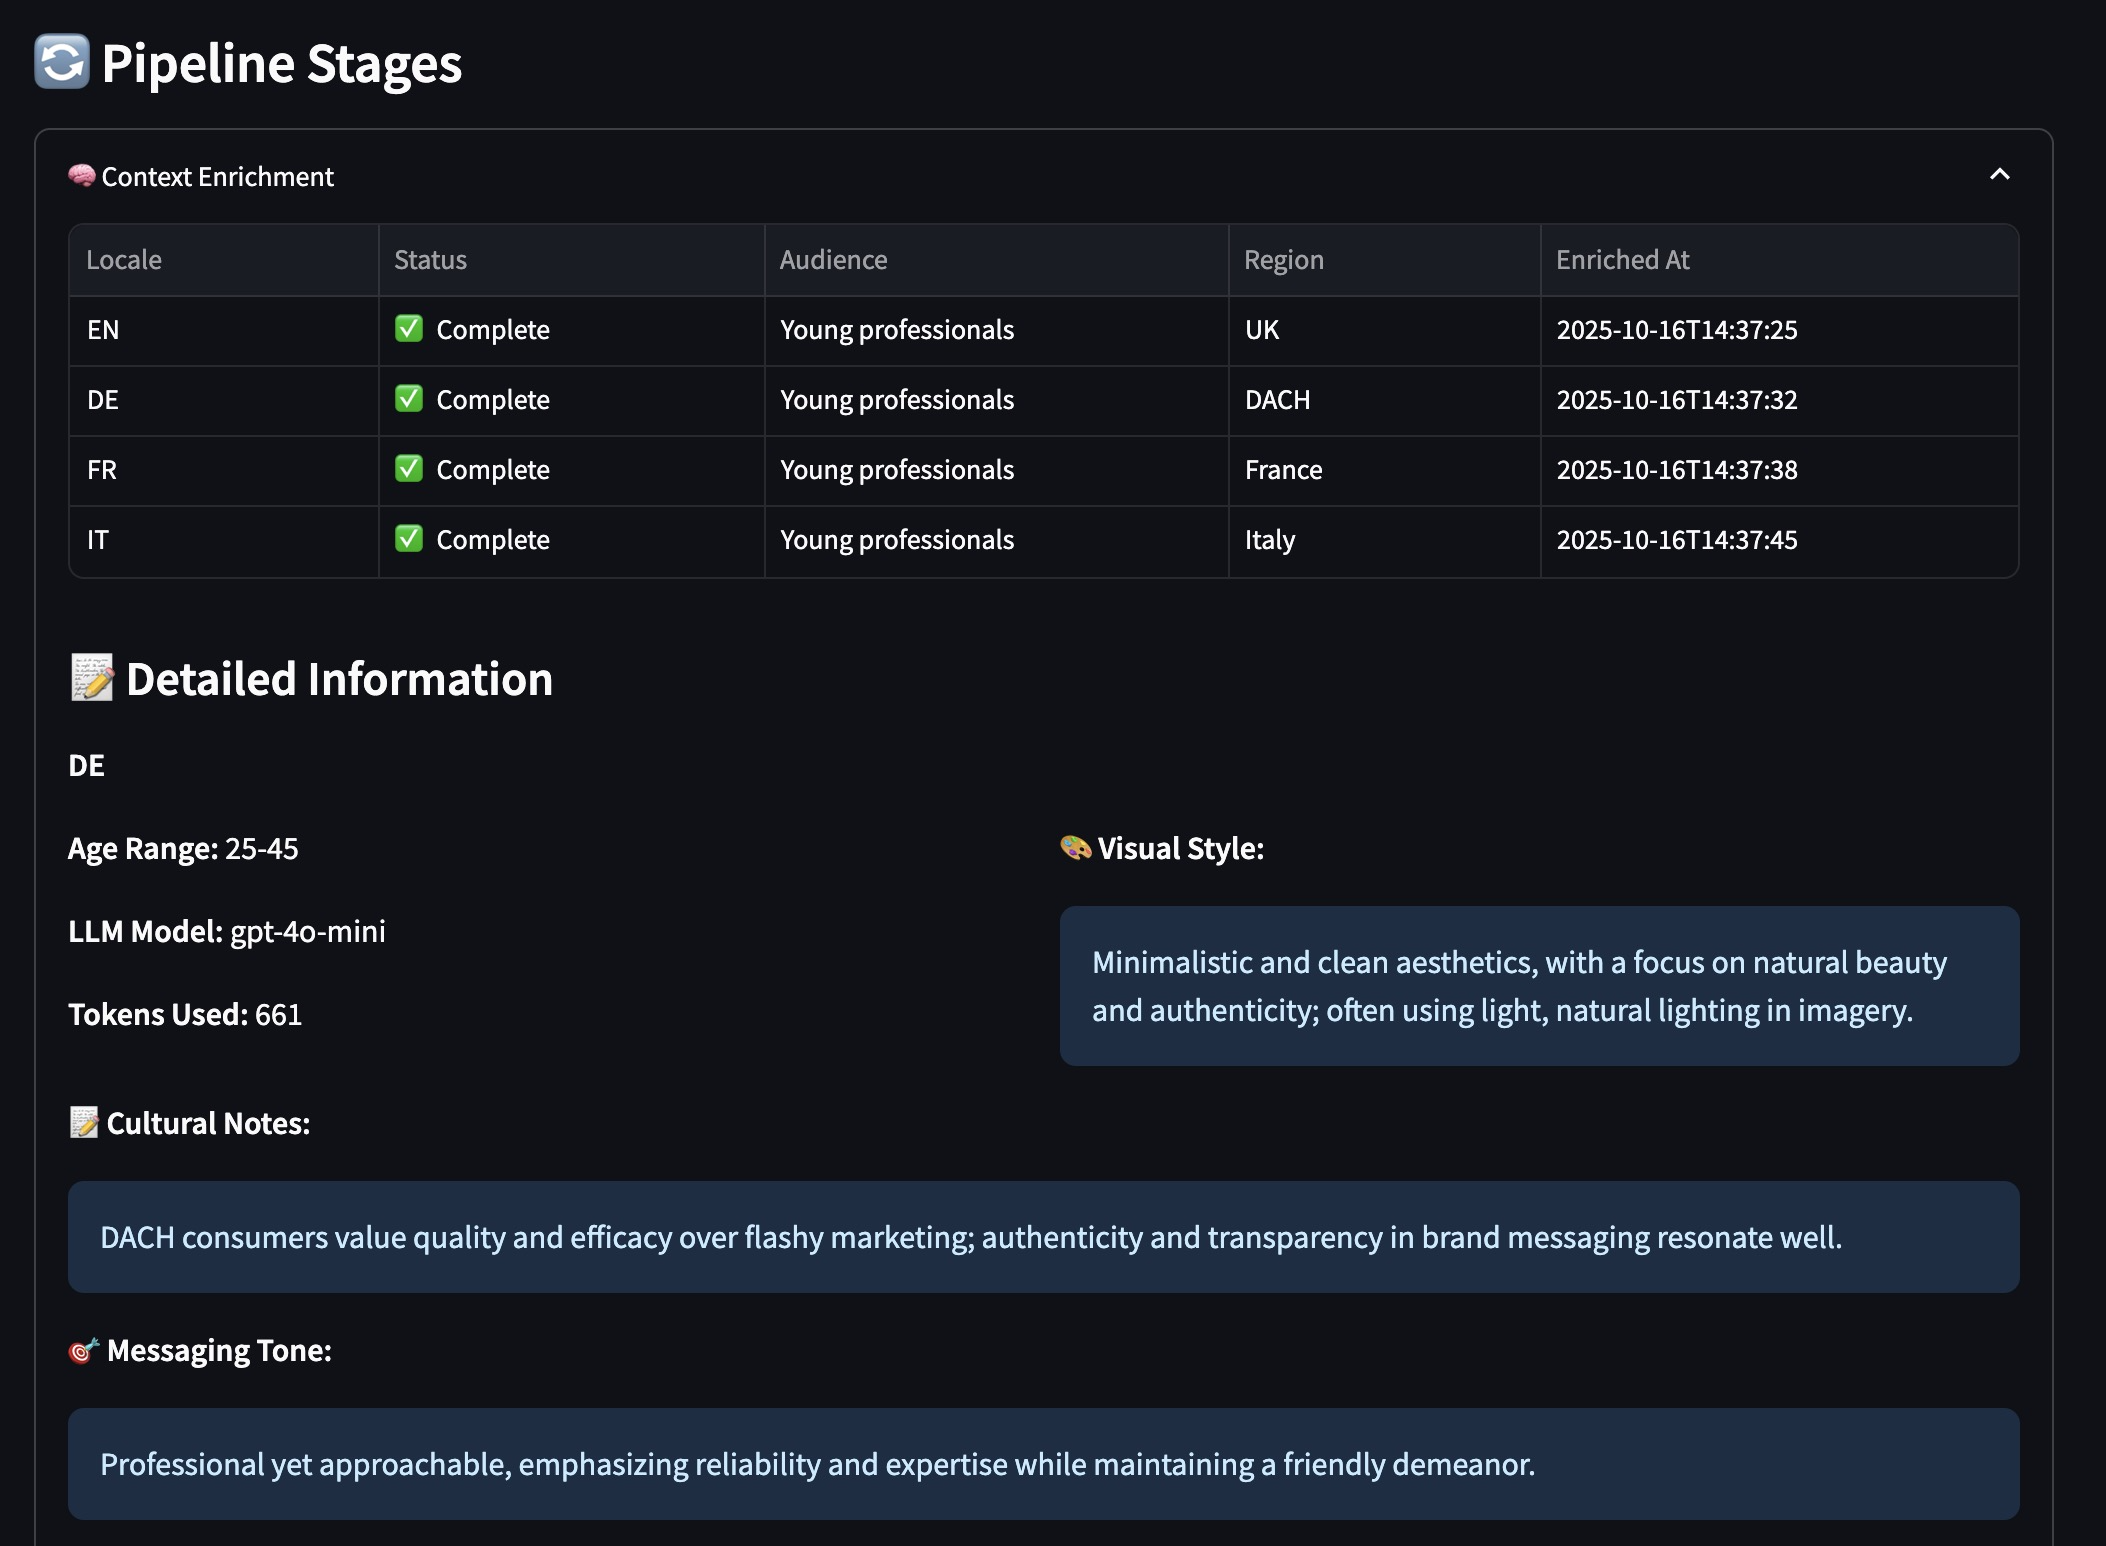 Pipeline Stages
Context Enrichment
Locale Status Audience Region Enriched At
EN Complete Young professionals UK 2025-10-16T14:37:25
DE Complete Young professionals DACH 2025-10-16T14:37:32
FR Complete Young professionals France 2025-10-16T14:37:38
IT Complete Young professionals Italy 2025-10-16T14:37:45
Detailed Information
DE
Age Range: 25-45
LLM Model: gpt-4o-mini
Tokens Used: 661
Visual Style:
Minimalistic and clean aesthetics, with a focus on natural beauty
and authenticity; often using light, natural lighting in imagery.
Cultural Notes:
DACH consumers value quality and efficacy over flashy marketing; authenticity and transparency in brand messaging resonate well.
Messaging Tone:
Professional yet approachable, emphasizing reliability and expertise while maintaining a friendly demeanor.